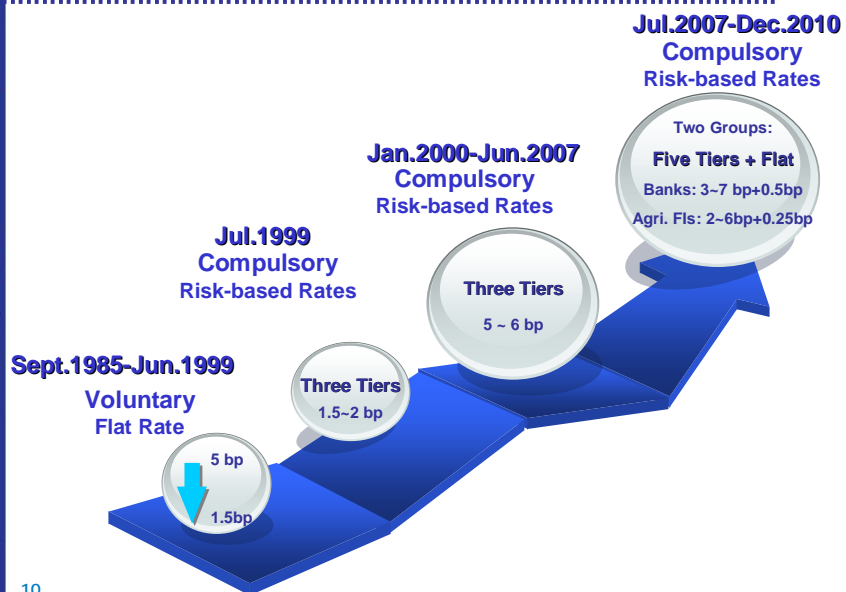 Jul.2007-Dec.2010
Compulsory
Risk-based Rates
Two Groups:
Five Tiers + Flat
Banks: 3~7 bp+0.5bp
Agri. FIs: 2~6bp+0.25bp
Jan.2000-Jun.2007
Compulsory
Risk-based Rates
Three Tiers
5 ~ 6 bp
Jul.1999
Compulsory
Risk-based Rates
Three Tiers
1.5~2 bp
Sept.1985-Jun.1999
Voluntary
Flat Rate
5 bp
1.5bp
10